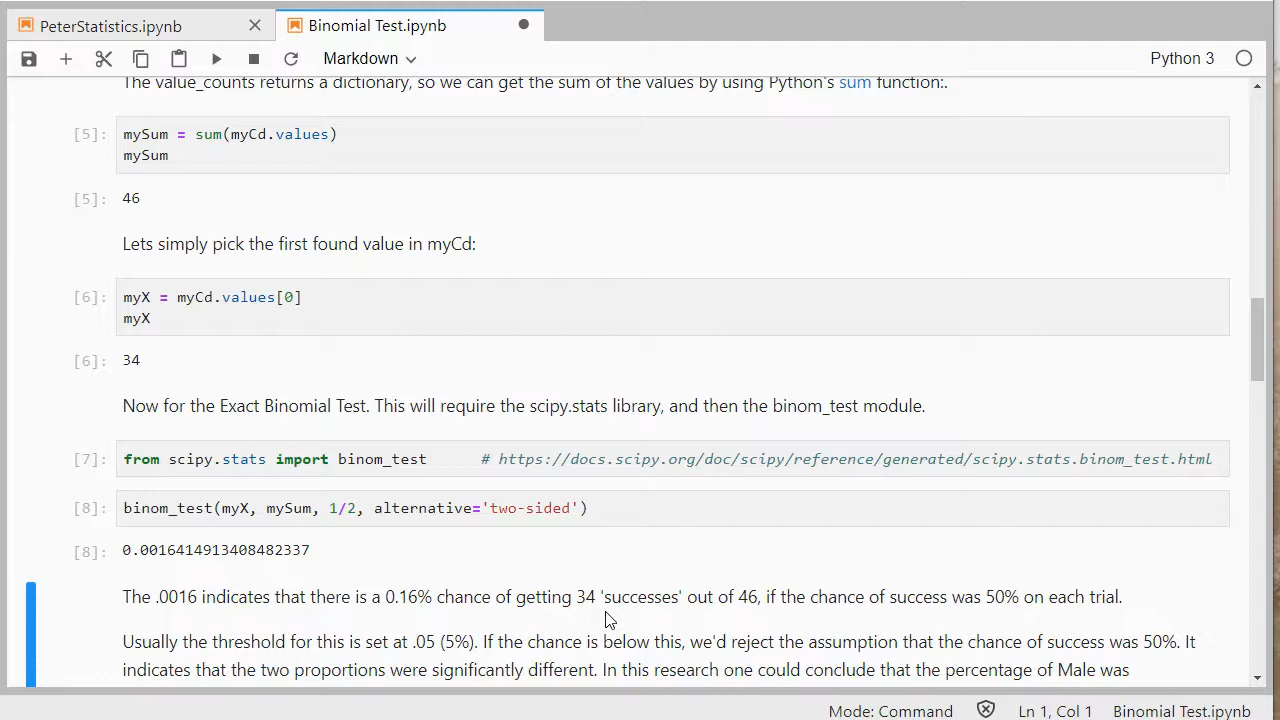 PeterStatistics.ipynb
Binomial Test.ipynb
Markdown
Python 3
The value_counts returns a dictionary, so we can get the sum of the values by using Python's sum function:.
[5]: mySum = sum(myCd.values)
mySum
[5]: 46
Lets simply pick the first found value in myCd:
[6]: myX = myCd.values[0]
myX
[6]: 34
Now for the Exact Binomial Test. This will require the scipy.stats library, and then the binom_test module.
[7]: from scipy.stats import binom_test # https://docs.scipy.org/doc/scipy/reference/generated/scipy.stats.binom_test.html
[8]: binom_test(myX, mySum, 1/2, alternative='two-sided')
[8]: 0.0016414913408482337
The .0016 indicates that there is a 0.16% chance of getting 34 'successes' out of 46, if the chance of success was 50% on each trial.
Usually the threshold for this is set at .05 (5%). If the chance is below this, we'd reject the assumption that the chance of success was 50%. It
indicates that the two proportions were significantly different. In this research one could conclude that the percentage of Male was
Mode: Command
Ln 1, Col 1
Binomial Test.ipynb